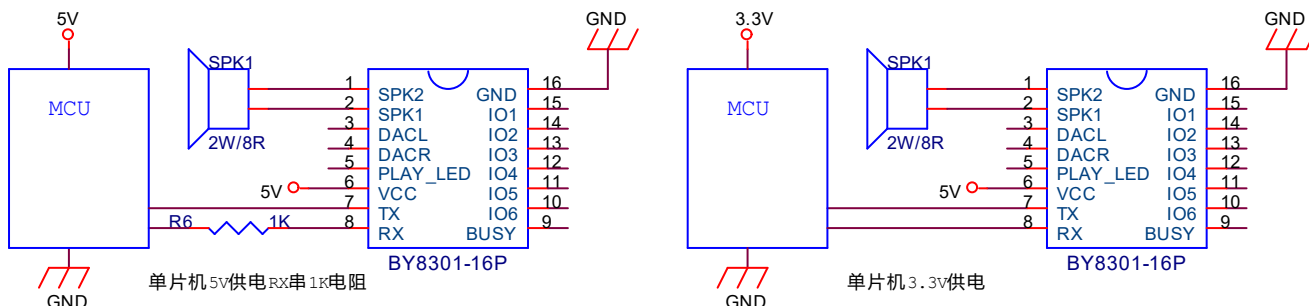 5V
SPK1
MCU
2W/8R
1
2
3
4
5
6
7
8
SPK2
SPK1
DACL
DACR
PLAY_LED
VCC
TX
RX
GND
IO1
IO2
IO3
IO4
IO5
IO6
BUSY
16
15
14
13
12
11
10
9
GND
5V
R6
1K
BY8301-16P
GND
单片机5V供电RX串1K电阻
3.3V
SPK1
MCU
2W/8R
1
2
3
4
5
6
7
8
SPK2
SPK1
DACL
DACR
PLAY_LED
VCC
TX
RX
GND
IO1
IO2
IO3
IO4
IO5
IO6
BUSY
16
15
14
13
12
11
10
9
GND
5V
BY8301-16P
GND
单片机3.3V供电